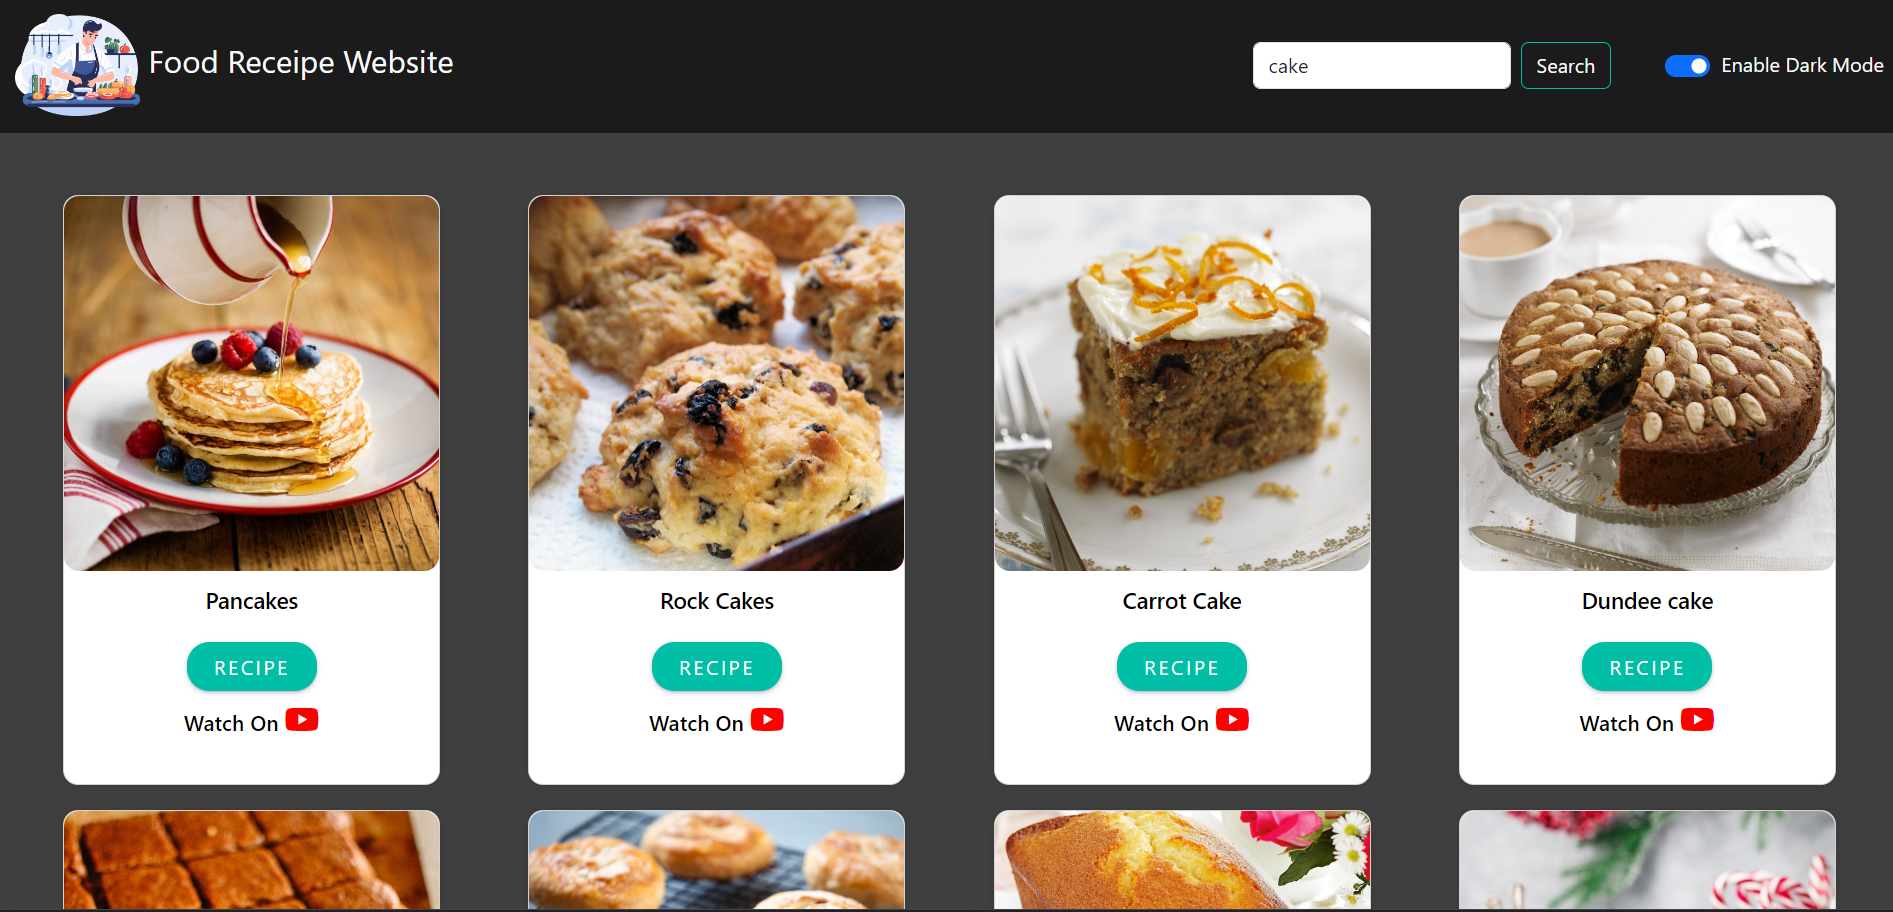 Food Receipe Website
cake
Search
Enable Dark Mode
Pancakes
Rock Cakes
Carrot Cake
Dundee cake
RECIPE
RECIPE
RECIPE
RECIPE
Watch On
Watch On
Watch On
Watch On